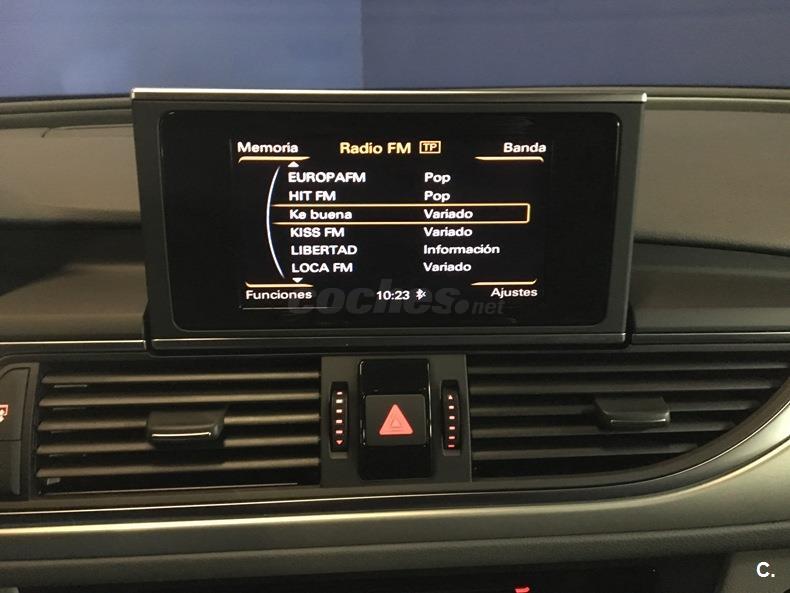 Memoria Radio FM TP Banda
EUROPAFM Pop
HIT FM Pop
Ke buena Variado
KISS FM Variado
LIBERTAD Información
LOCA FM Variado
Funciones 10:23 Ajustes
coches.net
C.